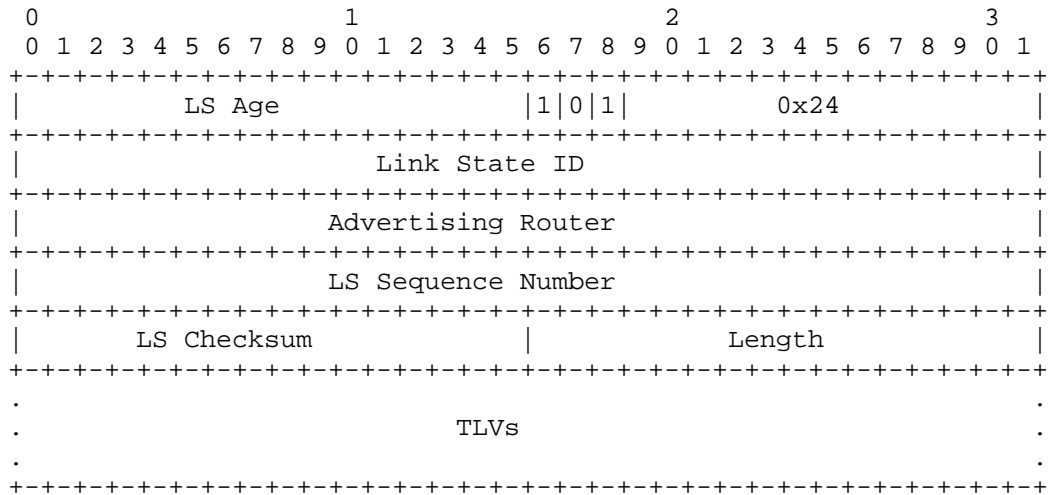 0                   1                   2                   3
 0 1 2 3 4 5 6 7 8 9 0 1 2 3 4 5 6 7 8 9 0 1 2 3 4 5 6 7 8 9 0 1
+-+-+-+-+-+-+-+-+-+-+-+-+-+-+-+-+-+-+-+-+-+-+-+-+-+-+-+-+-+-+-+-+
|          LS Age               |1|0|1|         0x24            |
+-+-+-+-+-+-+-+-+-+-+-+-+-+-+-+-+-+-+-+-+-+-+-+-+-+-+-+-+-+-+-+-+
|                      Link State ID                            |
+-+-+-+-+-+-+-+-+-+-+-+-+-+-+-+-+-+-+-+-+-+-+-+-+-+-+-+-+-+-+-+-+
|                   Advertising Router                          |
+-+-+-+-+-+-+-+-+-+-+-+-+-+-+-+-+-+-+-+-+-+-+-+-+-+-+-+-+-+-+-+-+
|                   LS Sequence Number                          |
+-+-+-+-+-+-+-+-+-+-+-+-+-+-+-+-+-+-+-+-+-+-+-+-+-+-+-+-+-+-+-+-+
|       LS Checksum             |            Length             |
+-+-+-+-+-+-+-+-+-+-+-+-+-+-+-+-+-+-+-+-+-+-+-+-+-+-+-+-+-+-+-+-+
.                                                               .
.                           TLVs                                .
.                                                               .
+-+-+-+-+-+-+-+-+-+-+-+-+-+-+-+-+-+-+-+-+-+-+-+-+-+-+-+-+-+-+-+-+